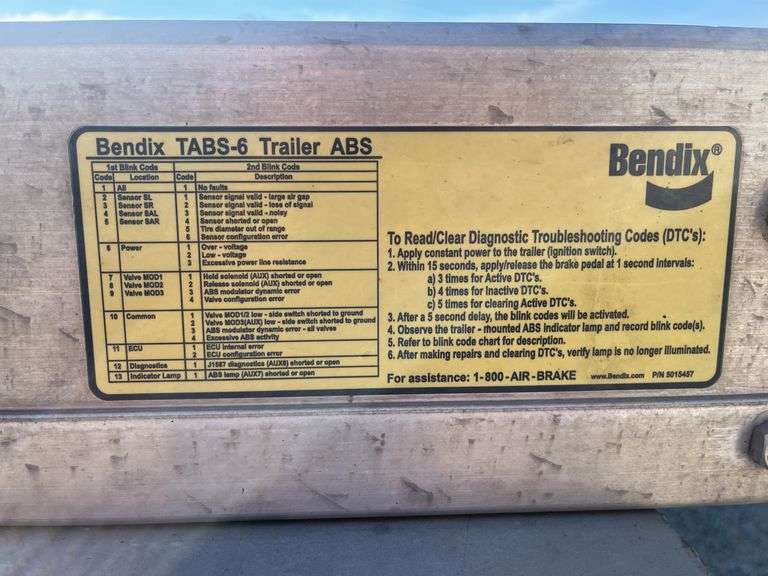 Bendix TABS-6 Trailer ABS
1st Blink Code 2nd Blink Code
Code Location Code Description
1 All 1 No faults
2 Sensor SL 1 Sensor signal valid - large air gap
3 Sensor SR 2 Sensor signal valid - loss of signal
4 Sensor SAL 3 Sensor signal valid - noisy
5 Sensor SAR 4 Sensor shorted or open
5 Tire diameter out of range
6 Sensor configuration error
6 Power 1 Over - voltage
2 Low - voltage
3 Excessive power line resistance
7 Valve MOD1 1 Hold solenoid (AUX) shorted or open
8 Valve MOD2 2 Release solenoid (AUX) shorted or open
9 Valve MOD3 3 ABS modulator dynamic error
4 Valve configuration error
10 Common 1 Valve MOD1/2 low - side switch shorted to ground
2 Valve MOD3(AUX) low - side switch shorted to ground
3 ABS modulator dynamic error - all valves
4 Excessive ABS activity
11 ECU 1 ECU internal error
2 ECU configuration error
12 Diagnostics 1 J1587 diagnostics (AUX6) shorted or open
13 Indicator Lamp 1 ABS lamp (AUX7) shorted or open
Bendix®
To Read/Clear Diagnostic Troubleshooting Codes (DTC's):
1. Apply constant power to the trailer (ignition switch).
2. Within 15 seconds, apply/release the brake pedal at 1 second intervals:
a) 3 times for Active DTC's.
b) 4 times for Inactive DTC's.
c) 5 times for clearing Active DTC's.
3. After a 5 second delay, the blink codes will be activated.
4. Observe the trailer - mounted ABS indicator lamp and record blink code(s).
5. Refer to blink code chart for description.
6. After making repairs and clearing DTC's, verify lamp is no longer illuminated.
For assistance: 1-800-AIR-BRAKE www.Bendix.com P/N 5015457